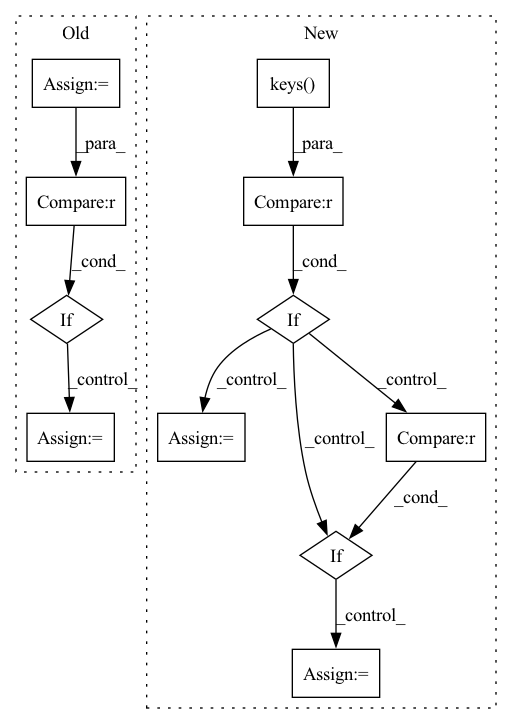 Old
New
Assign:=
keys()
_para_
_para_
Compare:r
Compare:r
_cond_
_cond_
If
If
_control_
_control_
_control_
_control_
Assign:=
Assign:=
Compare:r
_cond_
If
_control_
Assign:=